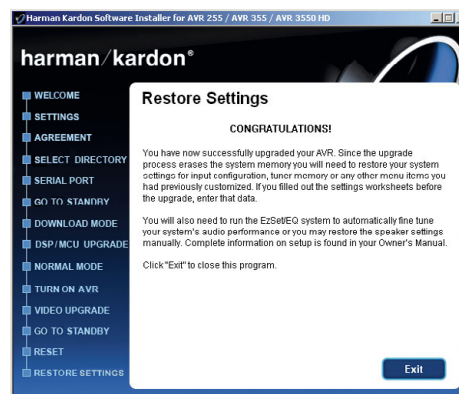 Harman Kardon Software Installer for AVR 255 / AVR 355 / AVR 3550 HD
harman/kardon®
WELCOME
SETTINGS
AGREEMENT
SELECT DIRECTORY
SERIAL PORT
GO TO STANDBY
DOWNLOAD MODE
DSP/MCU UPGRADE
NORMAL MODE
TURN ON AVR
VIDEO UPGRADE
GO TO STANDBY
RESET
RESTORE SETTINGS
Restore Settings
CONGRATULATIONS!
You have now successfully upgraded your AVR. Since the upgrade
process erases the system memory you will need to restore your system
settings for input configuration, tuner memory or any other menu items you
had previously customized. If you filled out the settings worksheets before
the upgrade, enter that data.
You will also need to run the EzSet/EQ system to automatically fine tune
your system's audio performance or you may restore the speaker settings
manually. Complete information on setup is found in your Owner's Manual.
Click "Exit" to close this program.
Exit